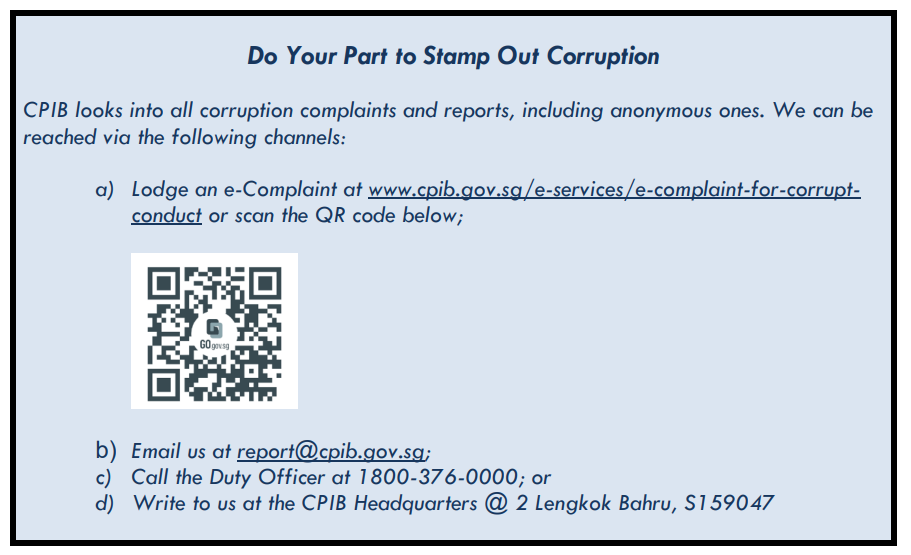 Do Your Part to Stamp Out Corruption
CPIB looks into all corruption complaints and reports, including anonymous ones. We can be
reached via the following channels:
a) Lodge an e-Complaint at www.cpib.gov.sg/e-services/e-complaint-for-corrupt-
conduct or scan the QR code below;
GOgov.sg
b) Email us at report@cpib.gov.sg;
c) Call the Duty Officer at 1800-376-0000; or
d) Write to us at the CPIB Headquarters @ 2 Lengkok Bahru, S159047